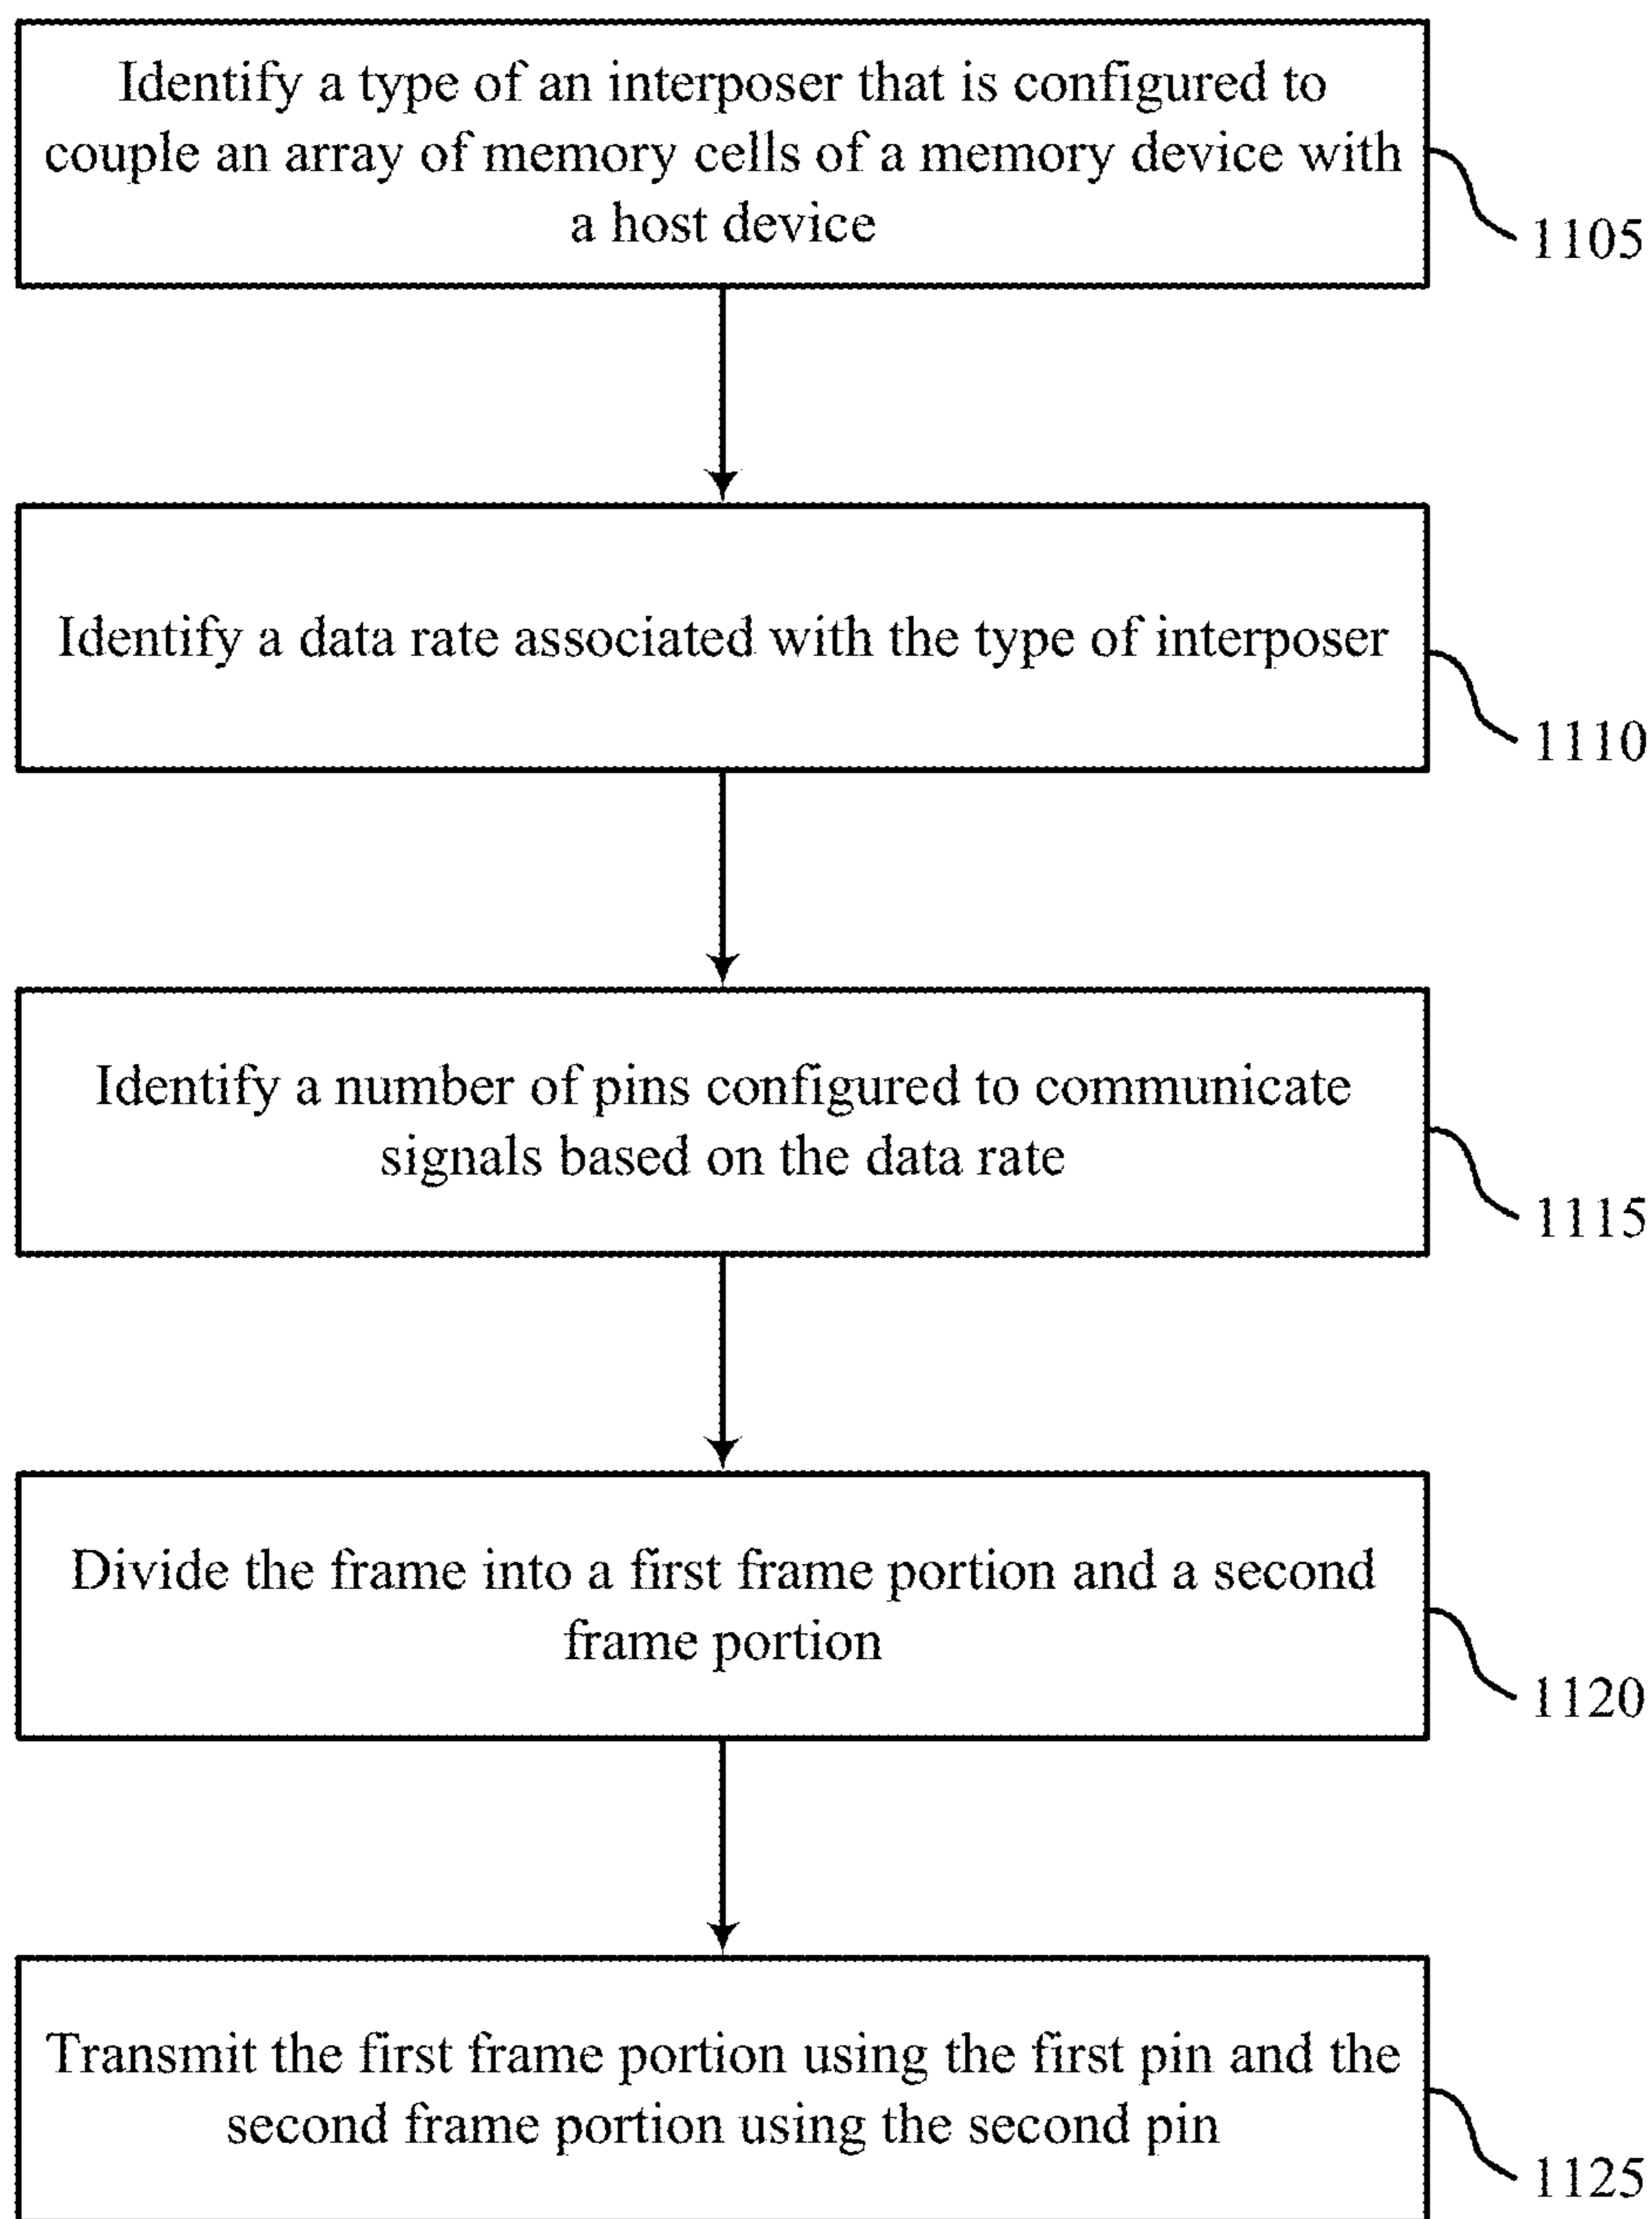 Identify a type of an interposer that is configured to
couple an array of memory cells of a memory device with
a host device
1105
Identify a data rate associated with the type of interposer
1110
Identify a number of pins configured to communicate
signals based on the data rate
1115
Divide the frame into a first frame portion and a second
frame portion
1120
Transmit the first frame portion using the first pin and the
second frame portion using the second pin
1125